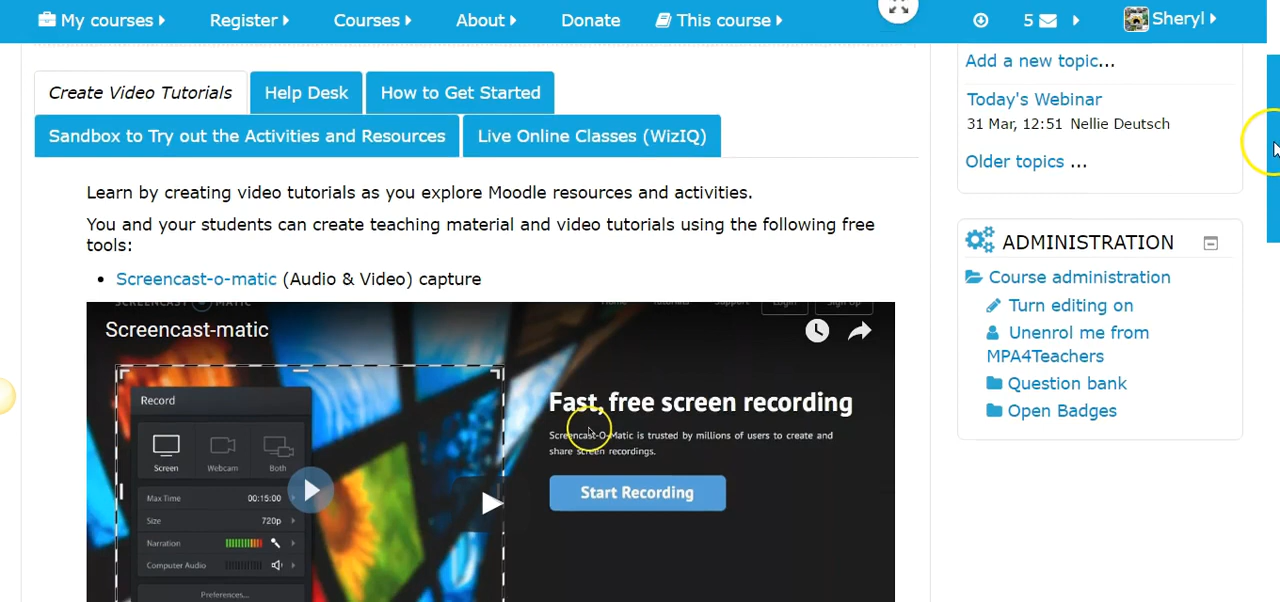 My courses Register Courses About Donate This course 5 Sheryl
Create Video Tutorials Help Desk How to Get Started
Sandbox to Try out the Activities and Resources Live Online Classes (WizIQ)
Learn by creating video tutorials as you explore Moodle resources and activities.
You and your students can create teaching material and video tutorials using the following free
tools:
• Screencast-o-matic (Audio & Video) capture
Screencast-matic
Record
Screen Webcam Both
Max Time 00:15:00
Size 720p
Narration
Computer Audio
Preferences...
Fast, free screen recording
Screencast-O-Matic is trusted by millions of users to create and
share screen recordings.
Start Recording
Add a new topic...
Today's Webinar
31 Mar, 12:51 Nellie Deutsch
Older topics ...
ADMINISTRATION
Course administration
Turn editing on
Unenrol me from
MPA4Teachers
Question bank
Open Badges